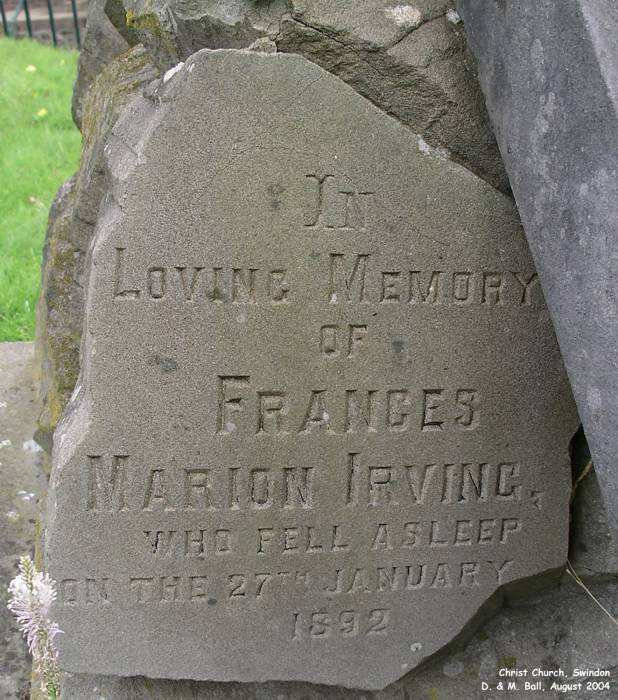 In
Loving Memory
of
Frances
Marion Irving,
who fell asleep
on the 27th January
1892
Christ Church, Swindon
D. & M. Ball, August 2004